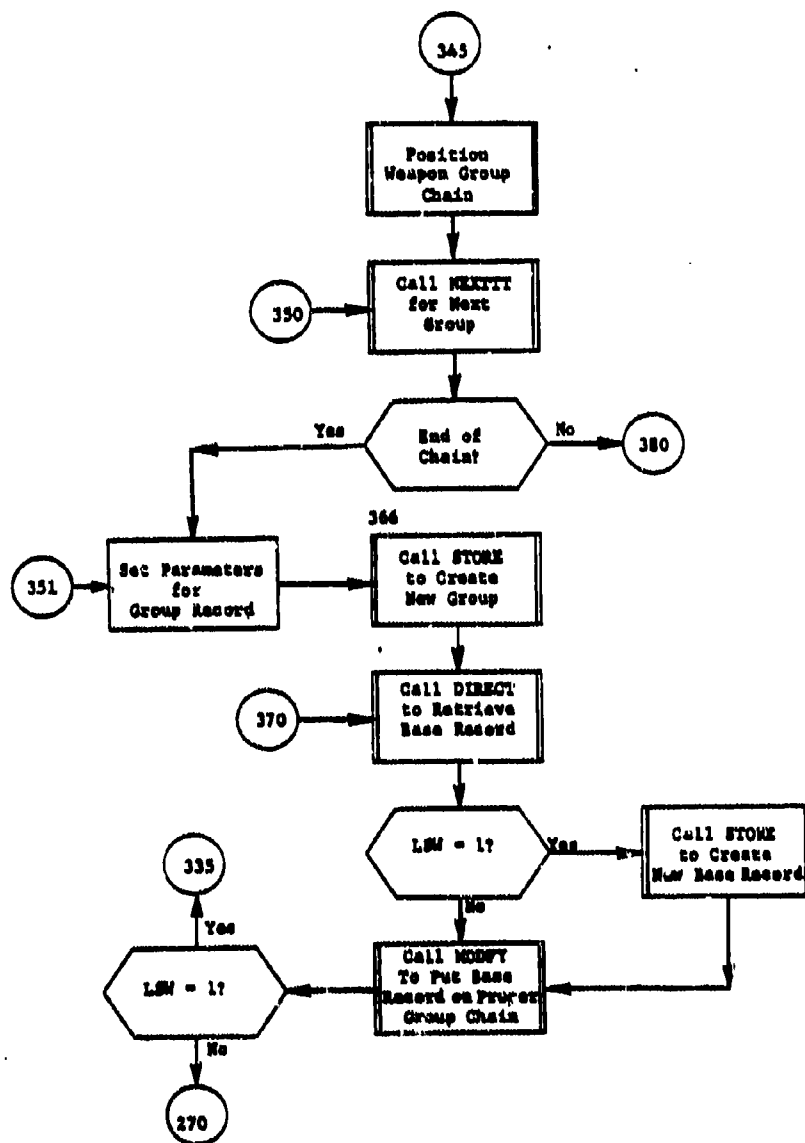 345
Position
Weapon Group
Chain
350
Call NEXTTT
for Next
Group
Yes
End of
Chain?
No
380
366
351
Set Parameters
for
Group Record
Call STORE
to Create
New Group
370
Call DIRECT
to Retrieve
Base Record
LSW = 1?
Yes
Call STORE
to Create
New Base Record
335
Yes
No
LSW = 1?
Call MODFY
To Put Base
Record on Proper
Group Chain
No
270